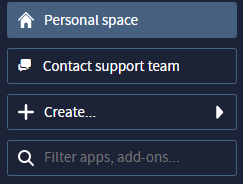 Personal space
Contact support team
Create...
Filter apps, add-ons...